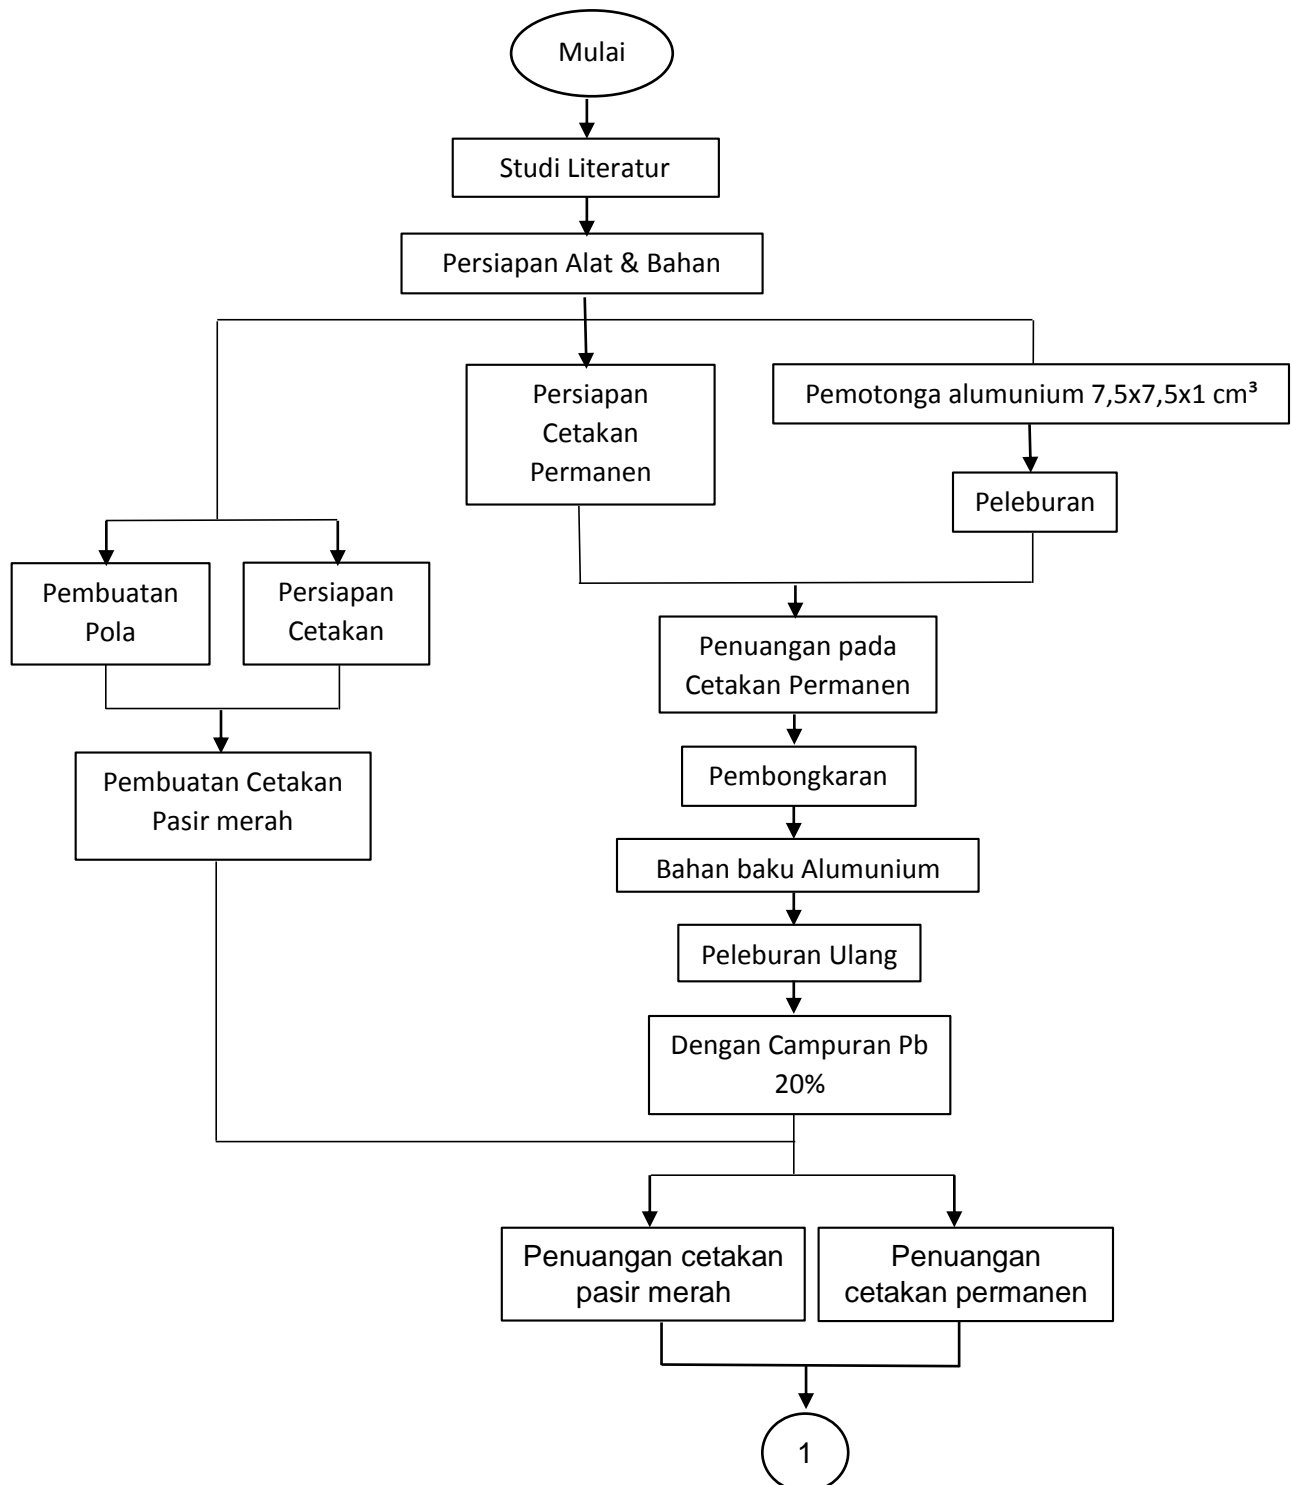 Mulai
Studi Literatur
Persiapan Alat & Bahan
Persiapan
Cetakan
Permanen
Pemotonga alumunium 7,5x7,5x1 cm³
Peleburan
Pembuatan
Pola
Persiapan
Cetakan
Penuangan pada
Cetakan Permanen
Pembuatan Cetakan
Pasir merah
Pembongkaran
Bahan baku Alumunium
Peleburan Ulang
Dengan Campuran Pb
20%
Penuangan cetakan
pasir merah
Penuangan
cetakan permanen
1